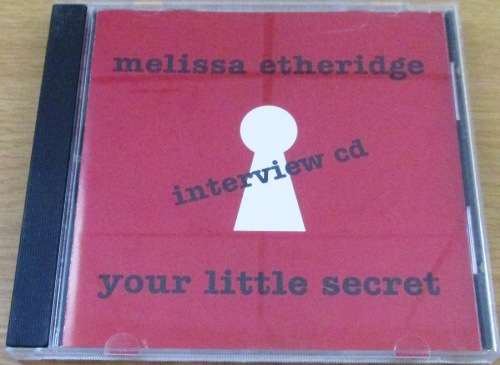 melissa etheridge
interview cd
your little secret